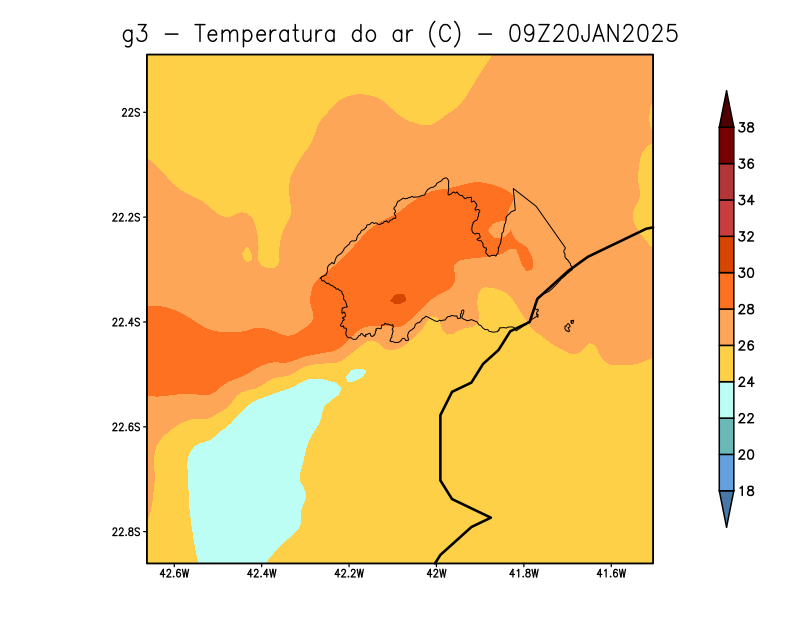 g3 – Temperatura do ar (C) – 09Z20JAN2025
22S
22.2S
22.4S
22.6S
22.8S
42.6W
42.4W
42.2W
42W
41.8W
41.6W
38
36
34
32
30
28
26
24
22
20
18